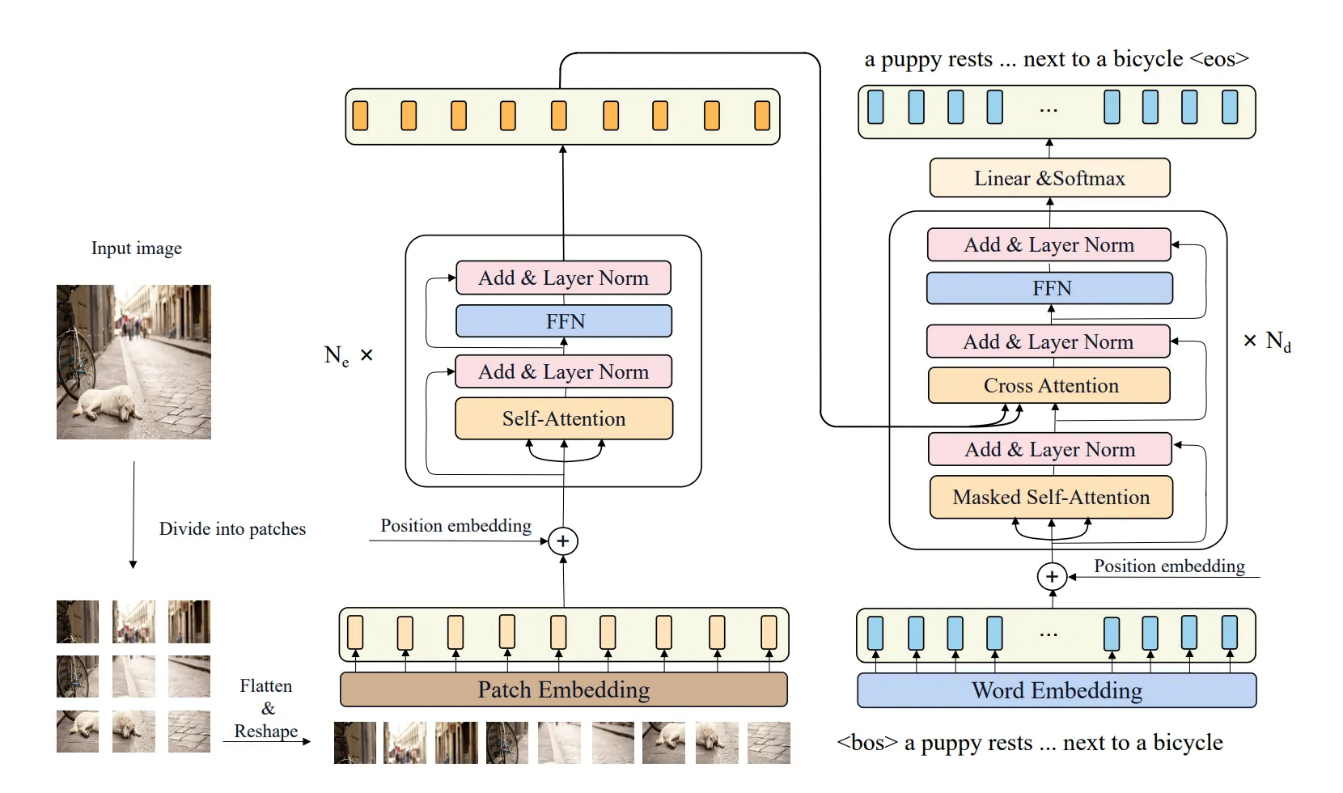 Input image
Divide into patches
Flatten
&
Reshape
N_e ×
Add & Layer Norm
FFN
Add & Layer Norm
Self-Attention
Position embedding
+
Patch Embedding
a puppy rests ... next to a bicycle <eos>
...
Linear &Softmax
Add & Layer Norm
FFN
Add & Layer Norm
Cross Attention
Add & Layer Norm
Masked Self-Attention
× N_d
Position embedding
+
...
Word Embedding
<bos> a puppy rests ... next to a bicycle